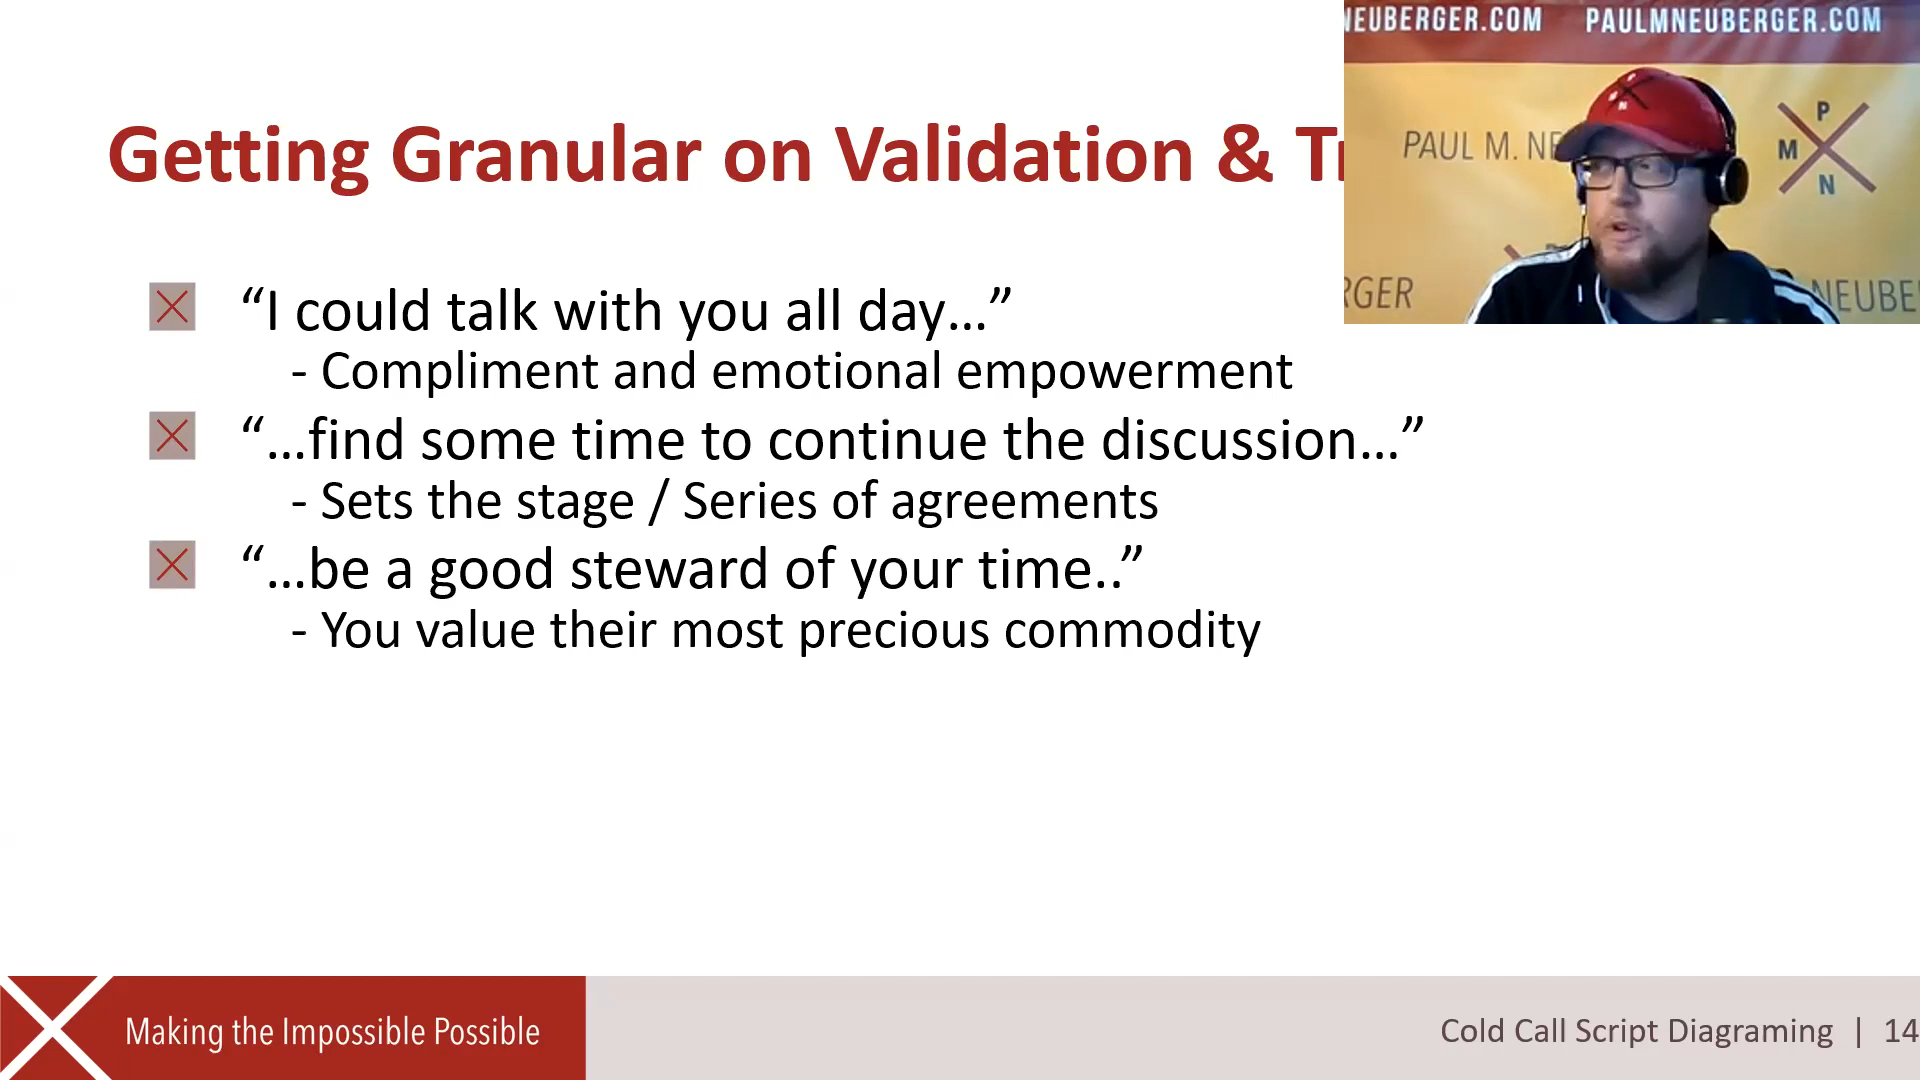 NEUBERGER.COM PAULMNEUBERGER.COM
Getting Granular on Validation &
PAUL M.
P
M
N
“I could talk with you all day…”
- Compliment and emotional empowerment
“…find some time to continue the discussion…”
- Sets the stage / Series of agreements
“…be a good steward of your time..”
- You value their most precious commodity
Making the Impossible Possible
Cold Call Script Diagraming | 14